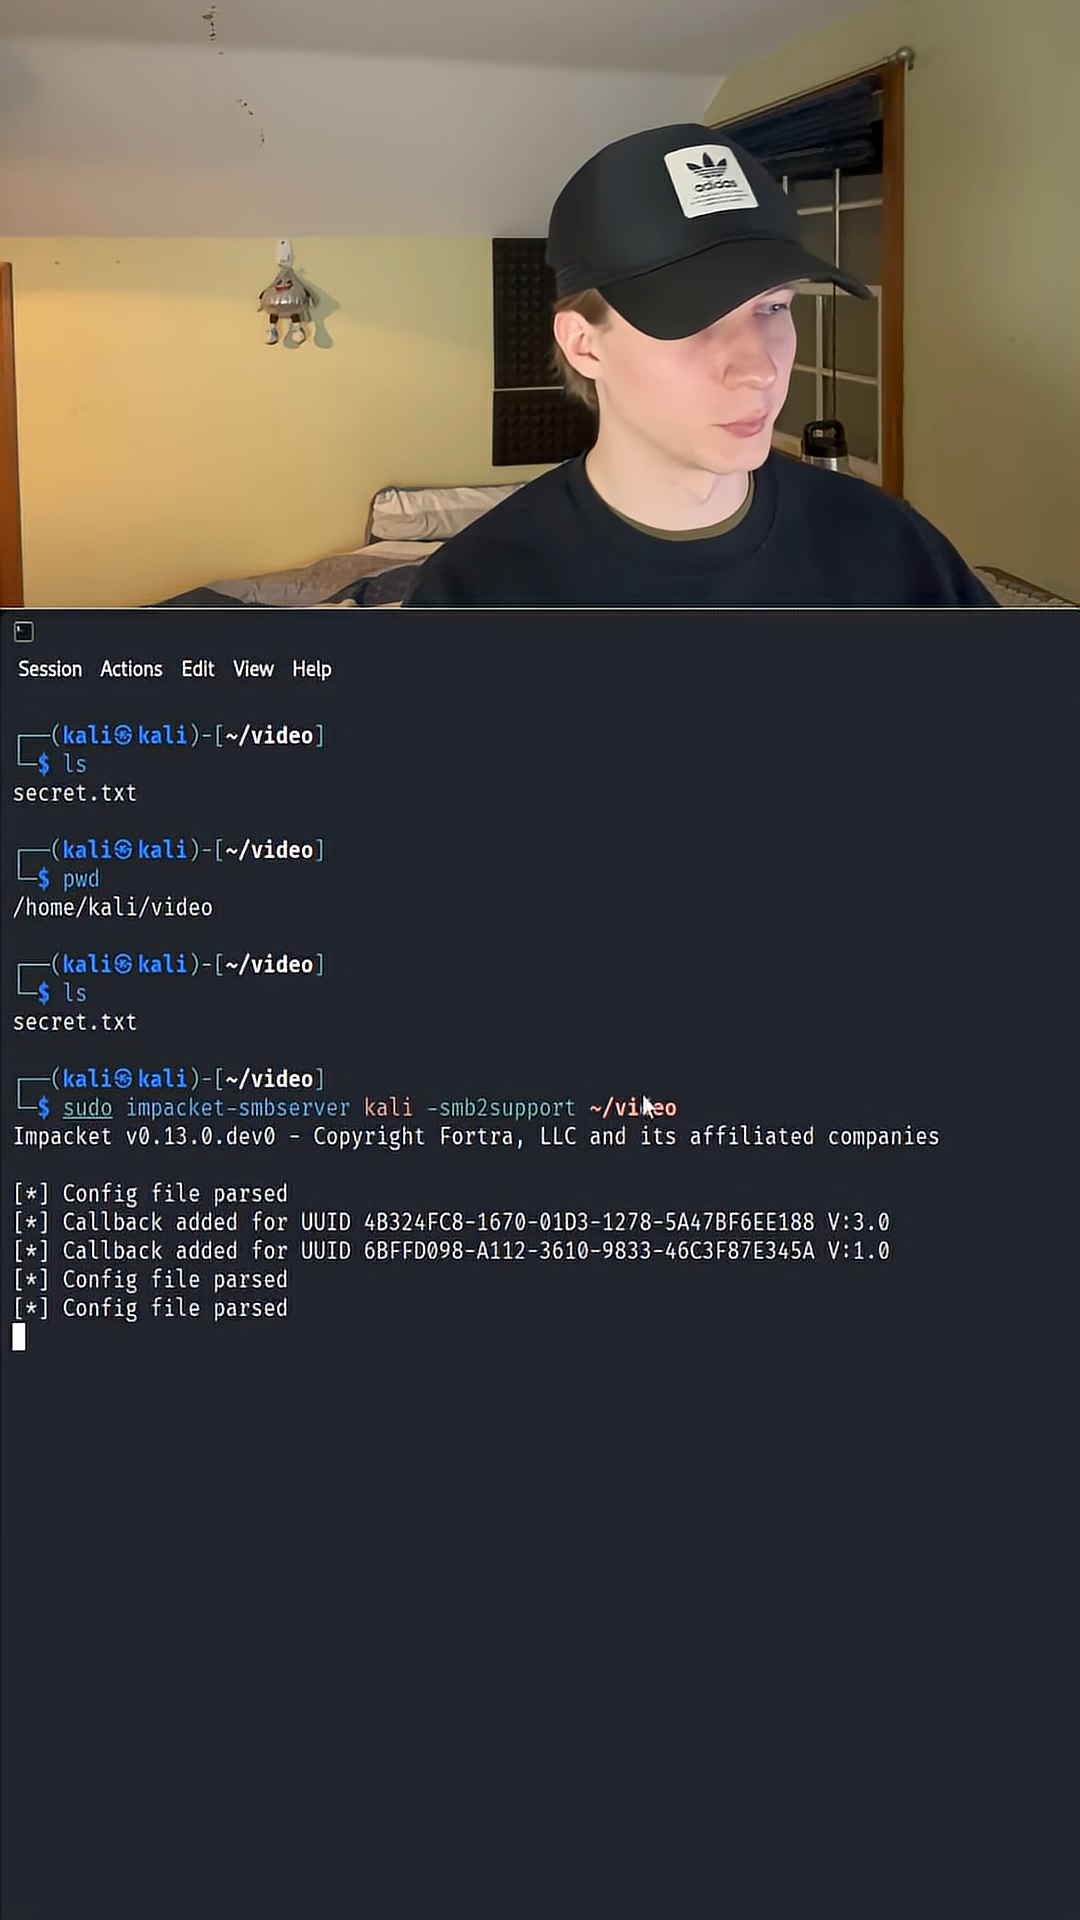 adidas
Session Actions Edit View Help
┌──(kali㉿kali)-[~/video]
└─$ ls
secret.txt
┌──(kali㉿kali)-[~/video]
└─$ pwd
/home/kali/video
┌──(kali㉿kali)-[~/video]
└─$ ls
secret.txt
┌──(kali㉿kali)-[~/video]
└─$ sudo impacket-smbserver kali -smb2support ~/video
Impacket v0.13.0.dev0 - Copyright Fortra, LLC and its affiliated companies
[*] Config file parsed
[*] Callback added for UUID 4B324FC8-1670-01D3-1278-5A47BF6EE188 V:3.0
[*] Callback added for UUID 6BFFD098-A112-3610-9833-46C3F87E345A V:1.0
[*] Config file parsed
[*] Config file parsed